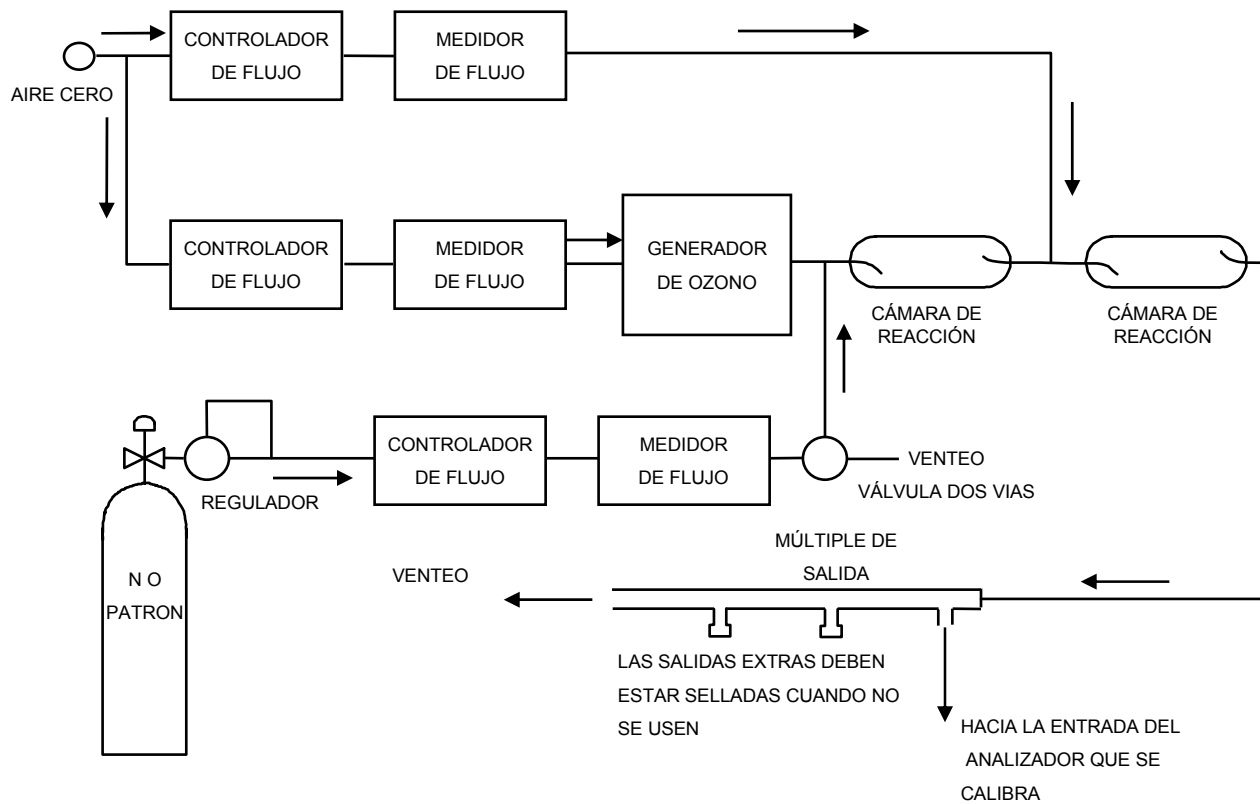 CONTROLADOR
DE FLUJO
MEDIDOR
DE FLUJO
AIRE CERO
CONTROLADOR
DE FLUJO
MEDIDOR
DE FLUJO
GENERADOR
DE OZONO
CÁMARA DE
REACCIÓN
CÁMARA DE
REACCIÓN
CONTROLADOR
DE FLUJO
MEDIDOR
DE FLUJO
VENTEO
VÁLVULA DOS VIAS
REGULADOR
N O
PATRON
MÚLTIPLE DE
SALIDA
VENTEO
LAS SALIDAS EXTRAS DEBEN
ESTAR SELLADAS CUANDO NO
SE USEN
HACIA LA ENTRADA DEL
ANALIZADOR QUE SE
CALIBRA